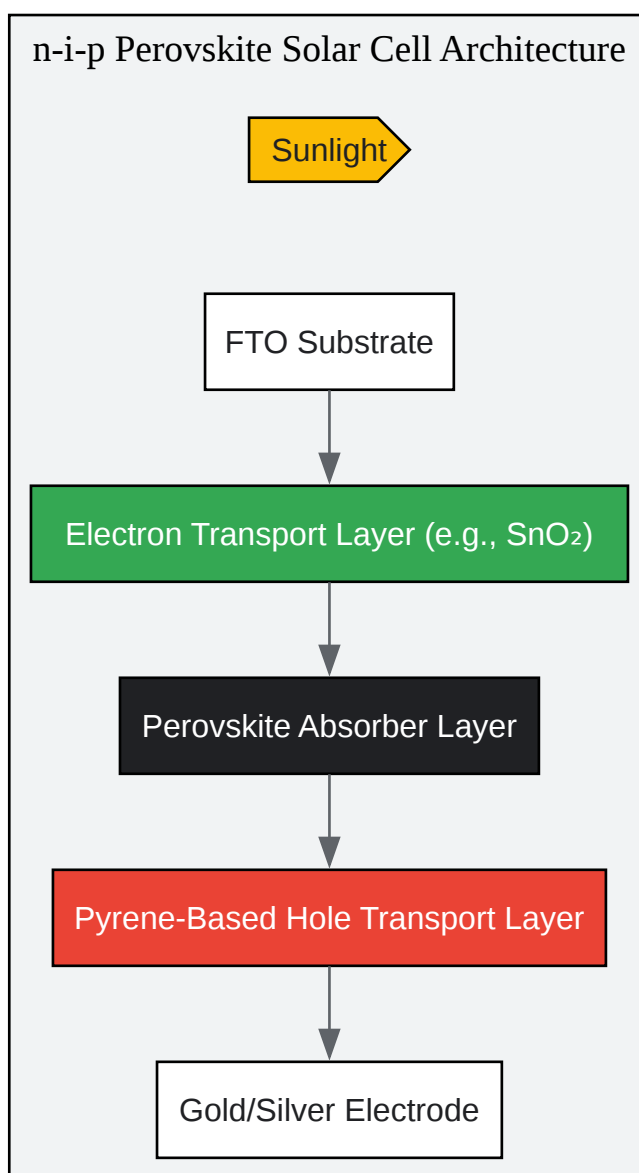 n-i-p Perovskite Solar Cell Architecture
Sunlight
FTO Substrate
Electron Transport Layer (e.g., SnO₂)
Perovskite Absorber Layer
Pyrene-Based Hole Transport Layer
Gold/Silver Electrode